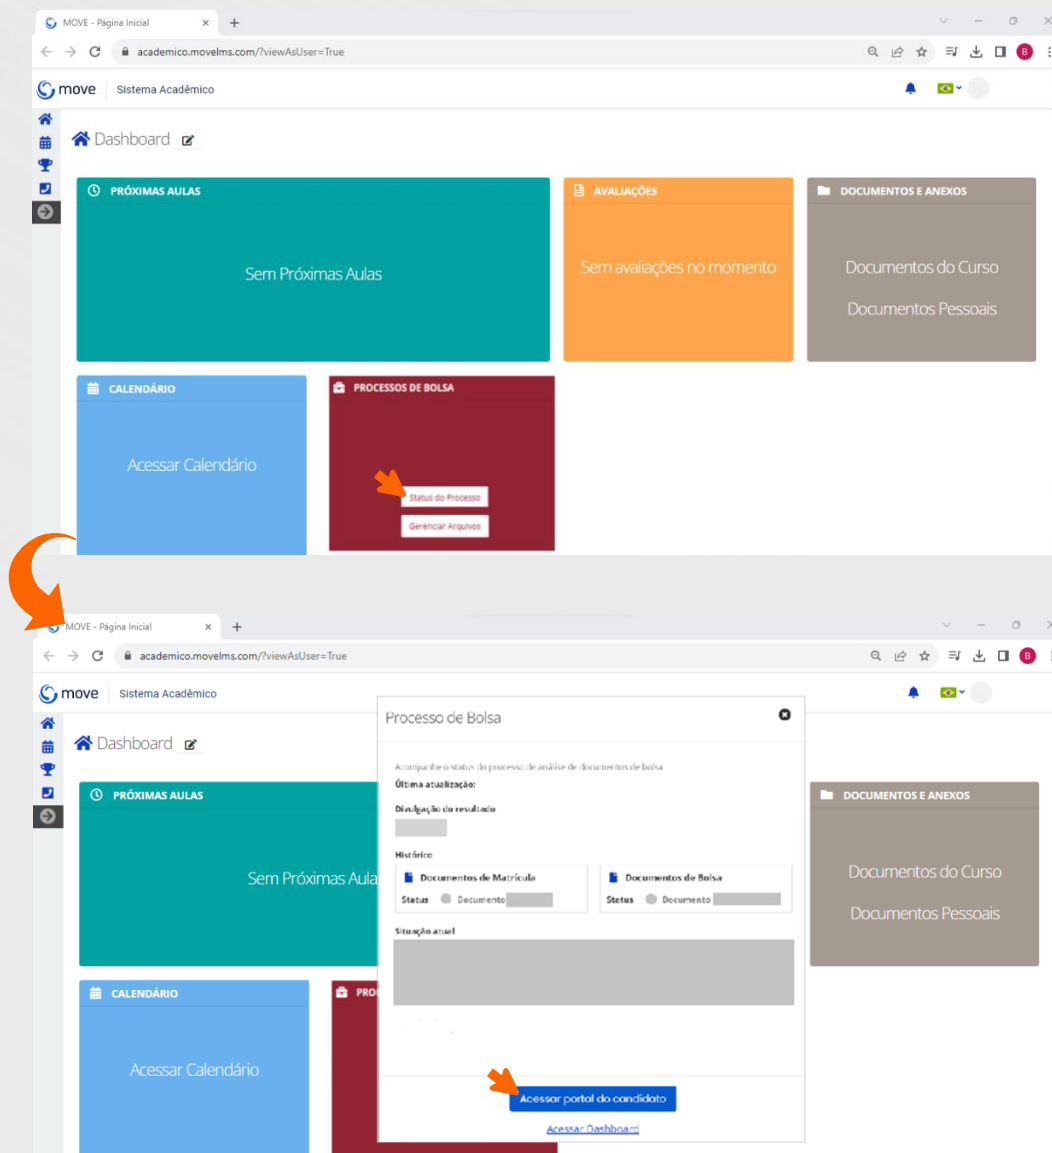 MOVE - Página Inicial
academico.movelms.com/?viewAsUser=True
B
move Sistema Acadêmico
Dashboard
PRÓXIMAS AULAS
Sem Próximas Aulas
AVALIAÇÕES
Sem avaliações no momento
DOCUMENTOS E ANEXOS
Documentos do Curso
Documentos Pessoais
CALENDÁRIO
Acessar Calendário
PROCESSOS DE BOLSA
Status do Processo
Gerenciar Arquivos
MOVE - Página Inicial
academico.movelms.com/?viewAsUser=True
B
move Sistema Acadêmico
Dashboard
PRÓXIMAS AULAS
Sem Próximas Aula
Processo de Bolsa
Acompanhe o status do processo de análise de documentos de bolsa
Última atualização:
Divulgação do resultado
Histórico
Documentos de Matrícula
Status Documento
Documentos de Bolsa
Status Documento
Situação atual
Acessar portal do candidato
Acessar Dashboard
DOCUMENTOS E ANEXOS
Documentos do Curso
Documentos Pessoais
CALENDÁRIO
Acessar Calendário
PRO